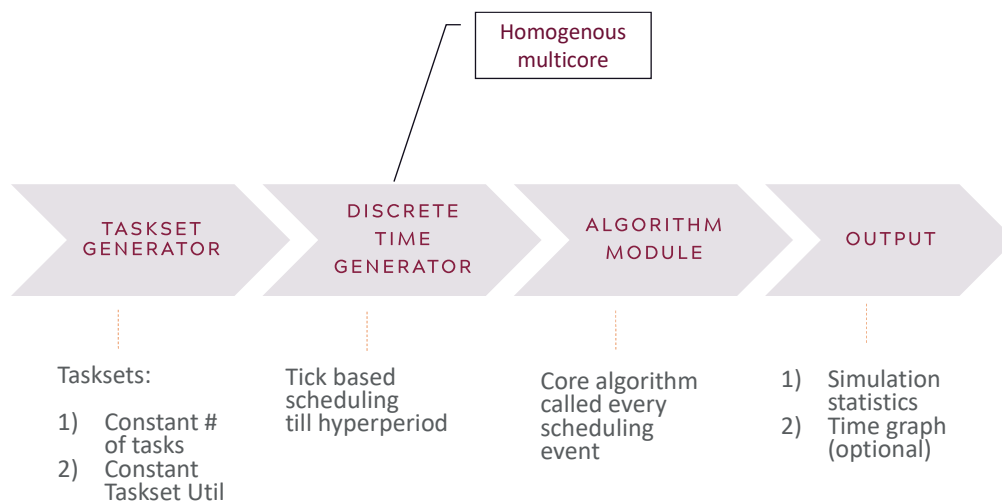 Homogenous
multicore
TASKSET
GENERATOR
DISCRETE
TIME
GENERATOR
ALGORITHM
MODULE
OUTPUT
Tasksets:
1) Constant #
of tasks
2) Constant
Taskset Util
Tick based
scheduling
till hyperperiod
Core algorithm
called every
scheduling
event
1) Simulation
statistics
2) Time graph
(optional)